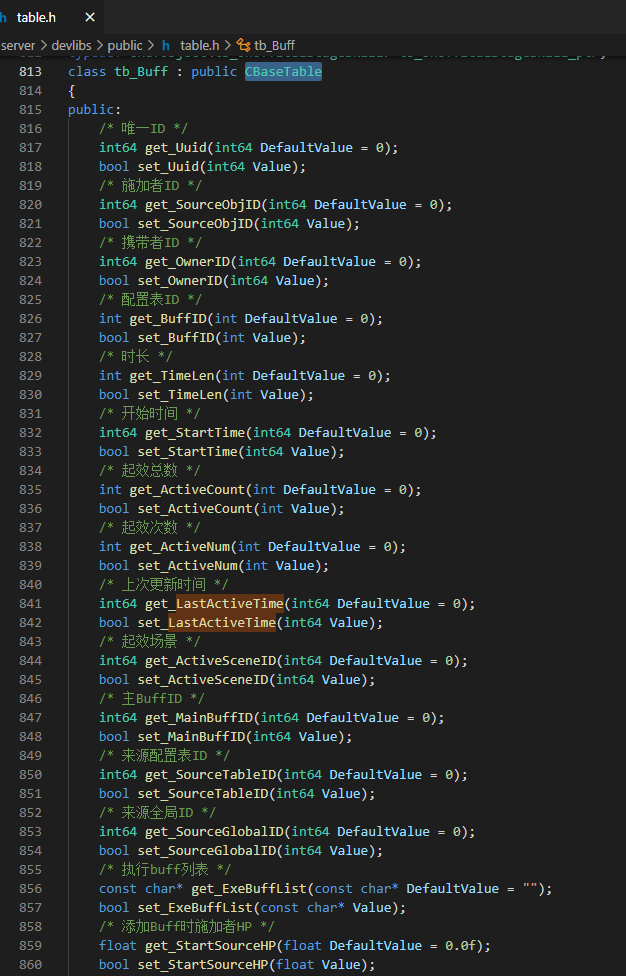 table.h
server > devlibs > public > h table.h > tb_Buff
813 class tb_Buff : public CBaseTable
814 {
815 public:
816 /* 唯一ID */
817 int64 get_Uuid(int64 DefaultValue = 0);
818 bool set_Uuid(int64 Value);
819 /* 施加者ID */
820 int64 get_SourceObjID(int64 DefaultValue = 0);
821 bool set_SourceObjID(int64 Value);
822 /* 携带者ID */
823 int64 get_OwnerID(int64 DefaultValue = 0);
824 bool set_OwnerID(int64 Value);
825 /* 配置表ID */
826 int get_BuffID(int DefaultValue = 0);
827 bool set_BuffID(int Value);
828 /* 时长 */
829 int get_TimeLen(int DefaultValue = 0);
830 bool set_TimeLen(int Value);
831 /* 开始时间 */
832 int64 get_StartTime(int64 DefaultValue = 0);
833 bool set_StartTime(int64 Value);
834 /* 起效总数 */
835 int get_ActiveCount(int DefaultValue = 0);
836 bool set_ActiveCount(int Value);
837 /* 起效次数 */
838 int get_ActiveNum(int DefaultValue = 0);
839 bool set_ActiveNum(int Value);
840 /* 上次更新时间 */
841 int64 get_LastActiveTime(int64 DefaultValue = 0);
842 bool set_LastActiveTime(int64 Value);
843 /* 起效场景 */
844 int64 get_ActiveSceneID(int64 DefaultValue = 0);
845 bool set_ActiveSceneID(int64 Value);
846 /* 主BuffID */
847 int64 get_MainBuffID(int64 DefaultValue = 0);
848 bool set_MainBuffID(int64 Value);
849 /* 来源配置表ID */
850 int64 get_SourceTableID(int64 DefaultValue = 0);
851 bool set_SourceTableID(int64 Value);
852 /* 来源全局ID */
853 int64 get_SourceGlobalID(int64 DefaultValue = 0);
854 bool set_SourceGlobalID(int64 Value);
855 /* 执行buff列表 */
856 const char* get_ExeBuffList(const char* DefaultValue = "");
857 bool set_ExeBuffList(const char* Value);
858 /* 添加Buff时施加者HP */
859 float get_StartSourceHP(float DefaultValue = 0.0f);
860 bool set_StartSourceHP(float Value);